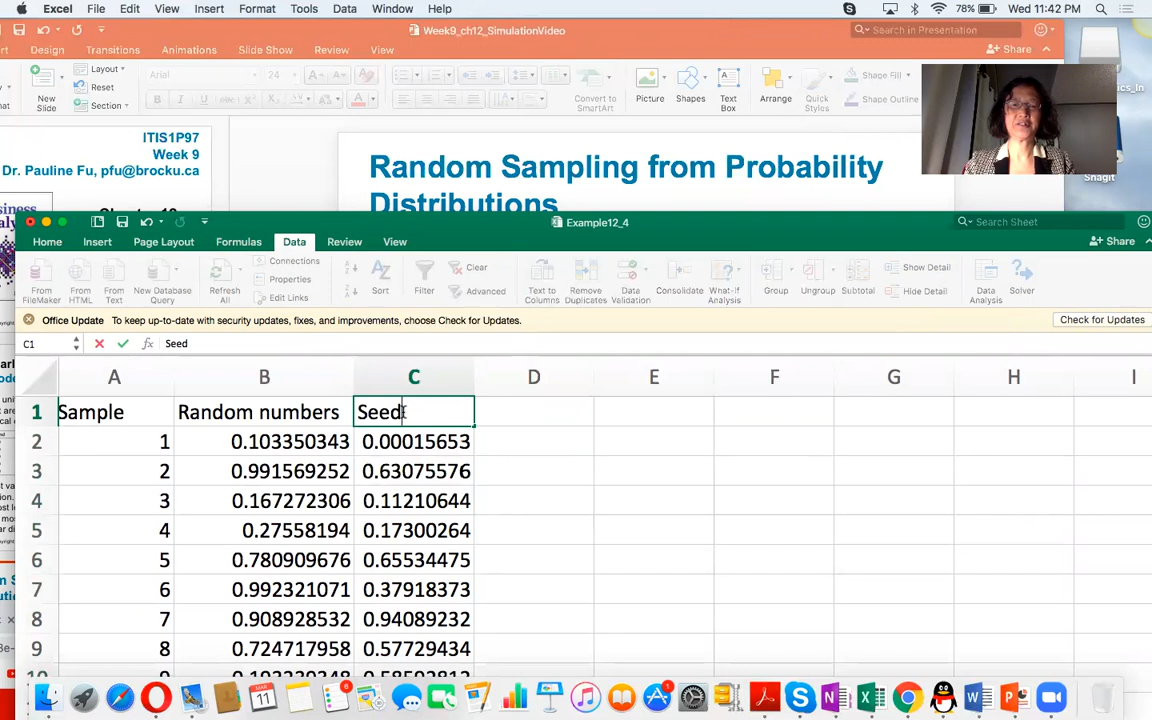 Excel File Edit View Insert Format Tools Data Window Help
78% Wed 11:42 PM
Week9_ch12_SimulationVideo
Search in Presentation
Design Transitions Animations Slide Show Review View
Share
New Slide
Layout
Reset
Section
Arial
24
Convert to SmartArt
Picture
Shapes
Text Box
Arrange
Quick Styles
Shape Fill
Shape Outline
Snagit
ITIS1P97
Week 9
Dr. Pauline Fu, pfu@brocku.ca
Random Sampling from Probability
Distributions
Example12_4
Search Sheet
Home Insert Page Layout Formulas Data Review View
Share
From FileMaker
From HTML
From Text
New Database Query
Refresh All
Connections
Properties
Edit Links
Sort
Filter
Clear
Advanced
Text to Columns
Remove Duplicates
Data Validation
Consolidate
What-If Analysis
Group
Ungroup
Subtotal
Show Detail
Hide Detail
Data Analysis
Solver
Office Update To keep up-to-date with security updates, fixes, and improvements, choose Check for Updates.
Check for Updates
C1 fx Seed
A B C D E F G H I
1 Sample Random numbers Seed
2 1 0.103350343 0.00015653
3 2 0.991569252 0.63075576
4 3 0.167272306 0.11210644
5 4 0.27558194 0.17300264
6 5 0.780909676 0.65534475
7 6 0.992321071 0.37918373
8 7 0.908928532 0.94089232
9 8 0.724717958 0.57729434